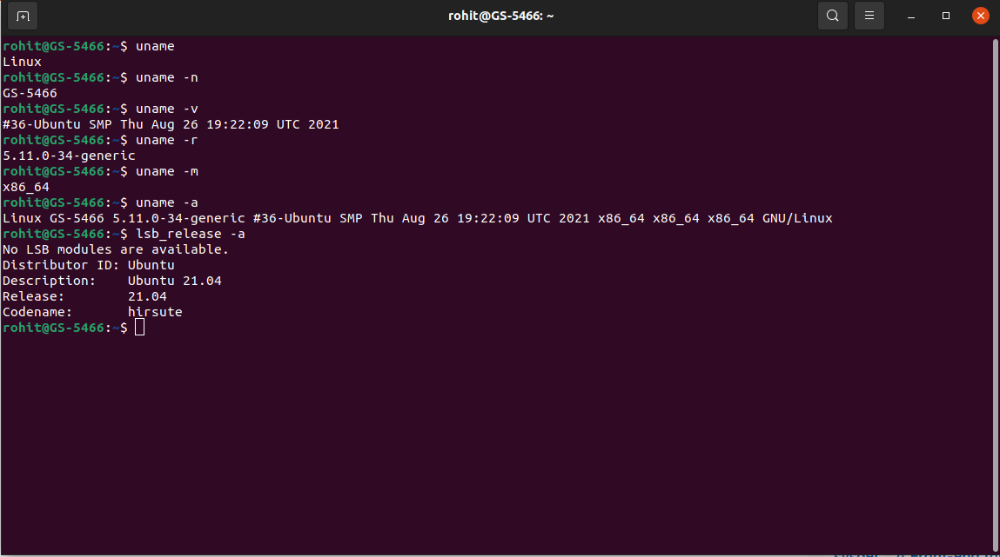 rohit@GS-5466: ~
rohit@GS-5466:~$ uname
Linux
rohit@GS-5466:~$ uname -n
GS-5466
rohit@GS-5466:~$ uname -v
#36-Ubuntu SMP Thu Aug 26 19:22:09 UTC 2021
rohit@GS-5466:~$ uname -r
5.11.0-34-generic
rohit@GS-5466:~$ uname -m
x86_64
rohit@GS-5466:~$ uname -a
Linux GS-5466 5.11.0-34-generic #36-Ubuntu SMP Thu Aug 26 19:22:09 UTC 2021 x86_64 x86_64 x86_64 GNU/Linux
rohit@GS-5466:~$ lsb_release -a
No LSB modules are available.
Distributor ID: Ubuntu
Description:    Ubuntu 21.04
Release:        21.04
Codename:       hirsute
rohit@GS-5466:~$